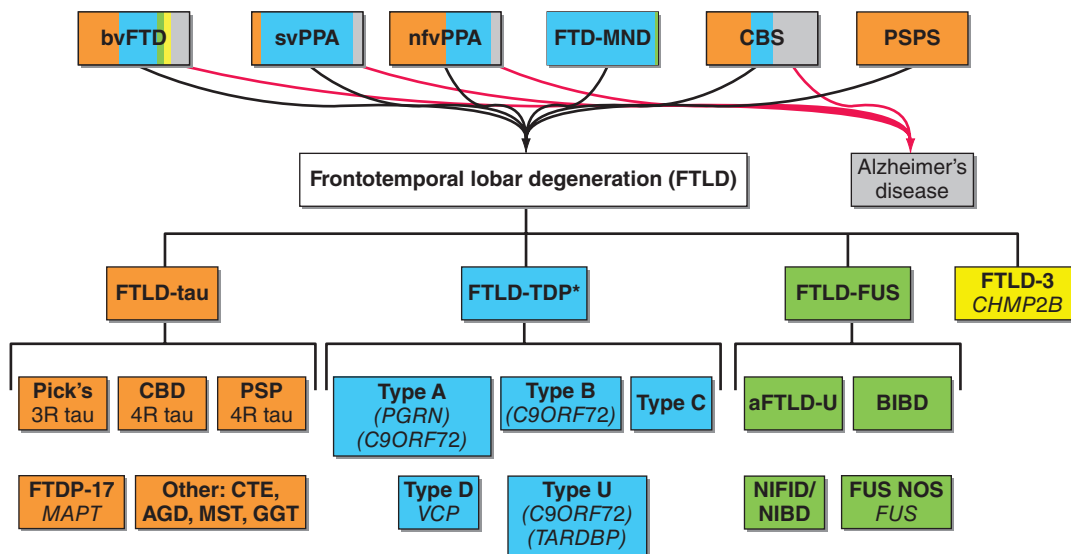 bvFTD
svPPA
nfvPPA
FTD-MND
CBS
PSPS
Frontotemporal lobar degeneration (FTLD)
Alzheimer's
disease
FTLD-tau
FTLD-TDP*
FTLD-FUS
FTLD-3
CHMP2B
Pick's
3R tau
CBD
4R tau
PSP
4R tau
Type A
(PGRN)
(C9ORF72)
Type B
(C9ORF72)
Type C
aFTLD-U
BIBD
FTDP-17
MAPT
Other: CTE,
AGD, MST, GGT
Type D
VCP
Type U
(C9ORF72)
(TARDBP)
NIFID/
NIBD
FUS NOS
FUS